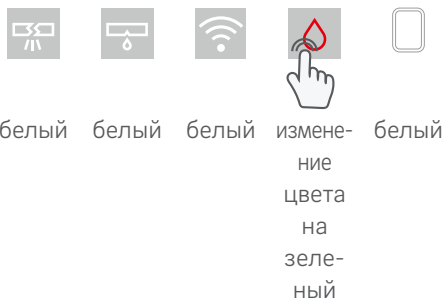 белый белый белый измене- белый
ние
цвета
на
зеле-
ный